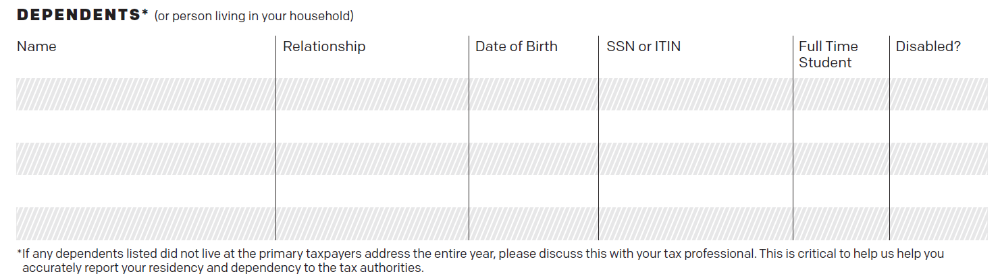 DEPENDENTS* (or person living in your household)
Name Relationship Date of Birth SSN or ITIN Full Time Disabled?
Student
*If any dependents listed did not live at the primary taxpayers address the entire year, please discuss this with your tax professional. This is critical to help us help you
accurately report your residency and dependency to the tax authorities.